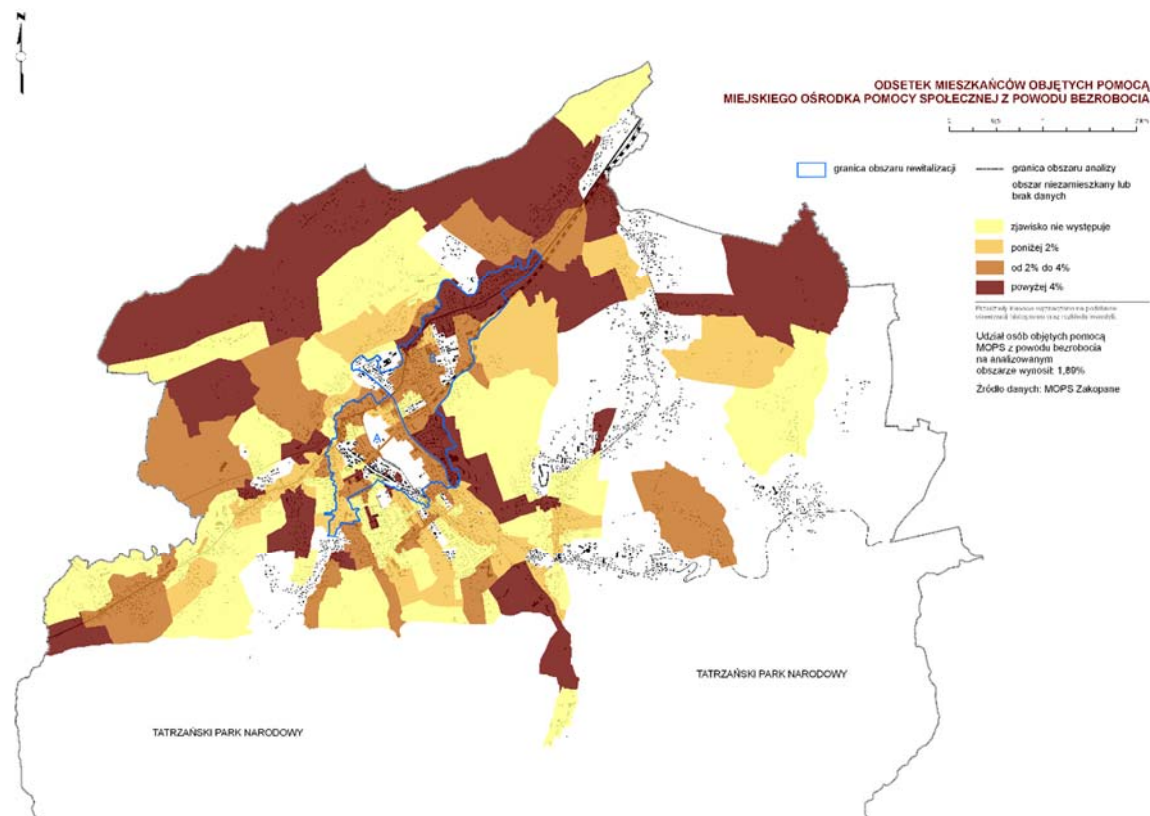 N
ODSETEK MIESZKAŃCÓW OBJĘTYCH POMOCĄ
MIEJSKIEGO OŚRODKA POMOCY SPOŁECZNEJ Z POWODU BEZROBOCIA
granica obszaru rewitalizacji
granica obszaru analizy
obszar niezamieszkany lub
brak danych
zjawisko nie występuje
poniżej 2%
od 2% do 4%
powyżej 4%
Udział osób objętych pomocą
MOPS z powodu bezrobocia
na analizowanym
obszarze wynosił: 1,89%
Źródło danych: MOPS Zakopane
TATRZAŃSKI PARK NARODOWY
TATRZAŃSKI PARK NARODOWY